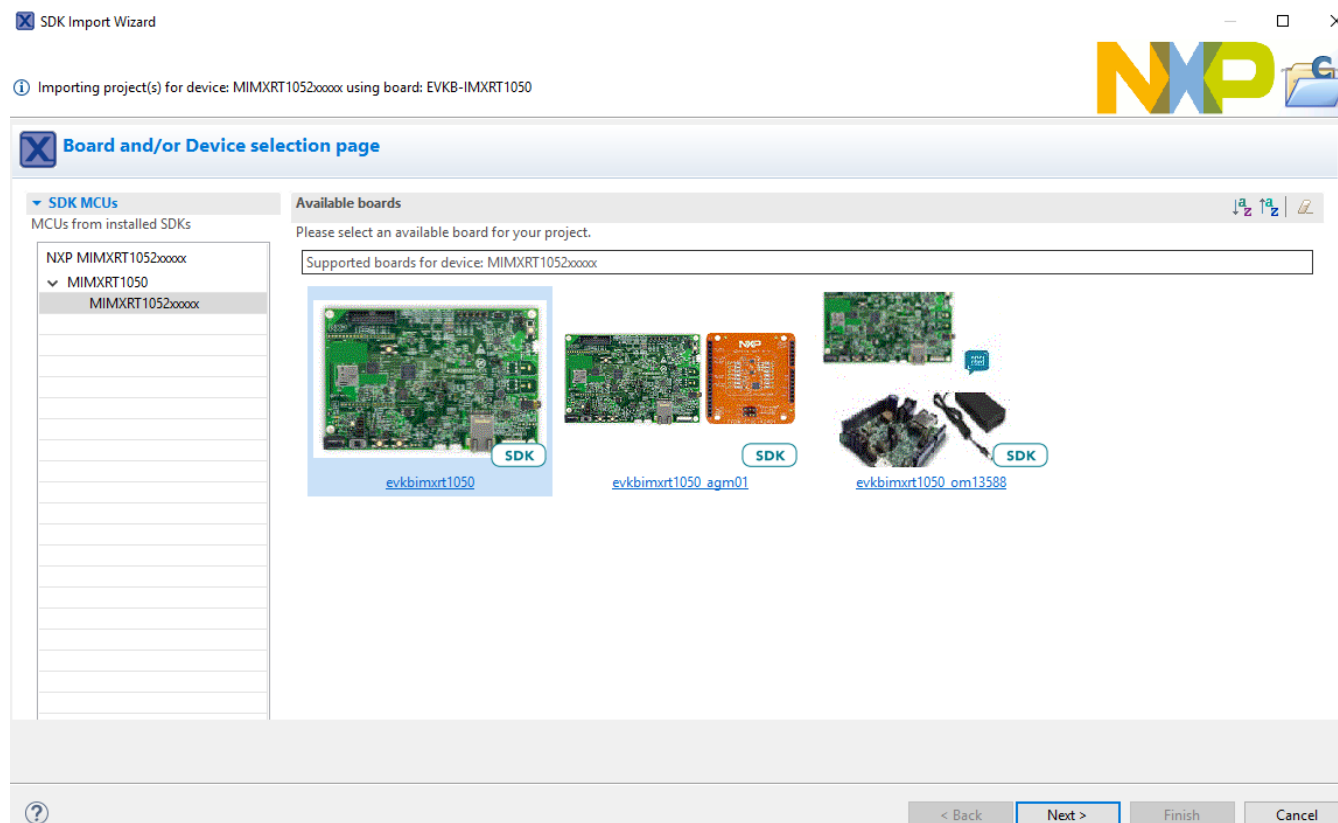 SDK Import Wizard
Importing project(s) for device: MIMXRT1052xxxxx using board: EVKB-IMXRT1050
NXP
Board and/or Device selection page
SDK MCUs
MCUs from installed SDKs
NXP MIMXRT1052xxxxx
MIMXRT1050
MIMXRT1052xxxxx
Available boards
Please select an available board for your project.
Supported boards for device: MIMXRT1052xxxxx
NXP
SDK
SDK
SDK
evkbimxrt1050
evkbimxrt1050_agm01
evkbimxrt1050_om13588
< Back
Next >
Finish
Cancel